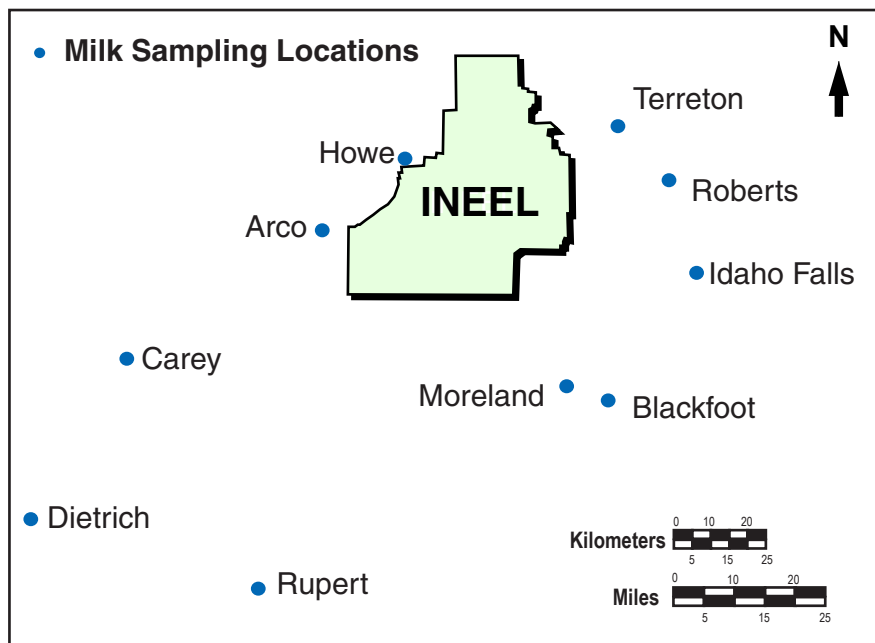 Milk Sampling Locations
N
Terreton
Howe
Roberts
INEEL
Arco
Idaho Falls
Carey
Moreland
Blackfoot
Dietrich
0 10 20
Kilometers
5 15 25
Rupert
0 10 20
Miles
5 15 25